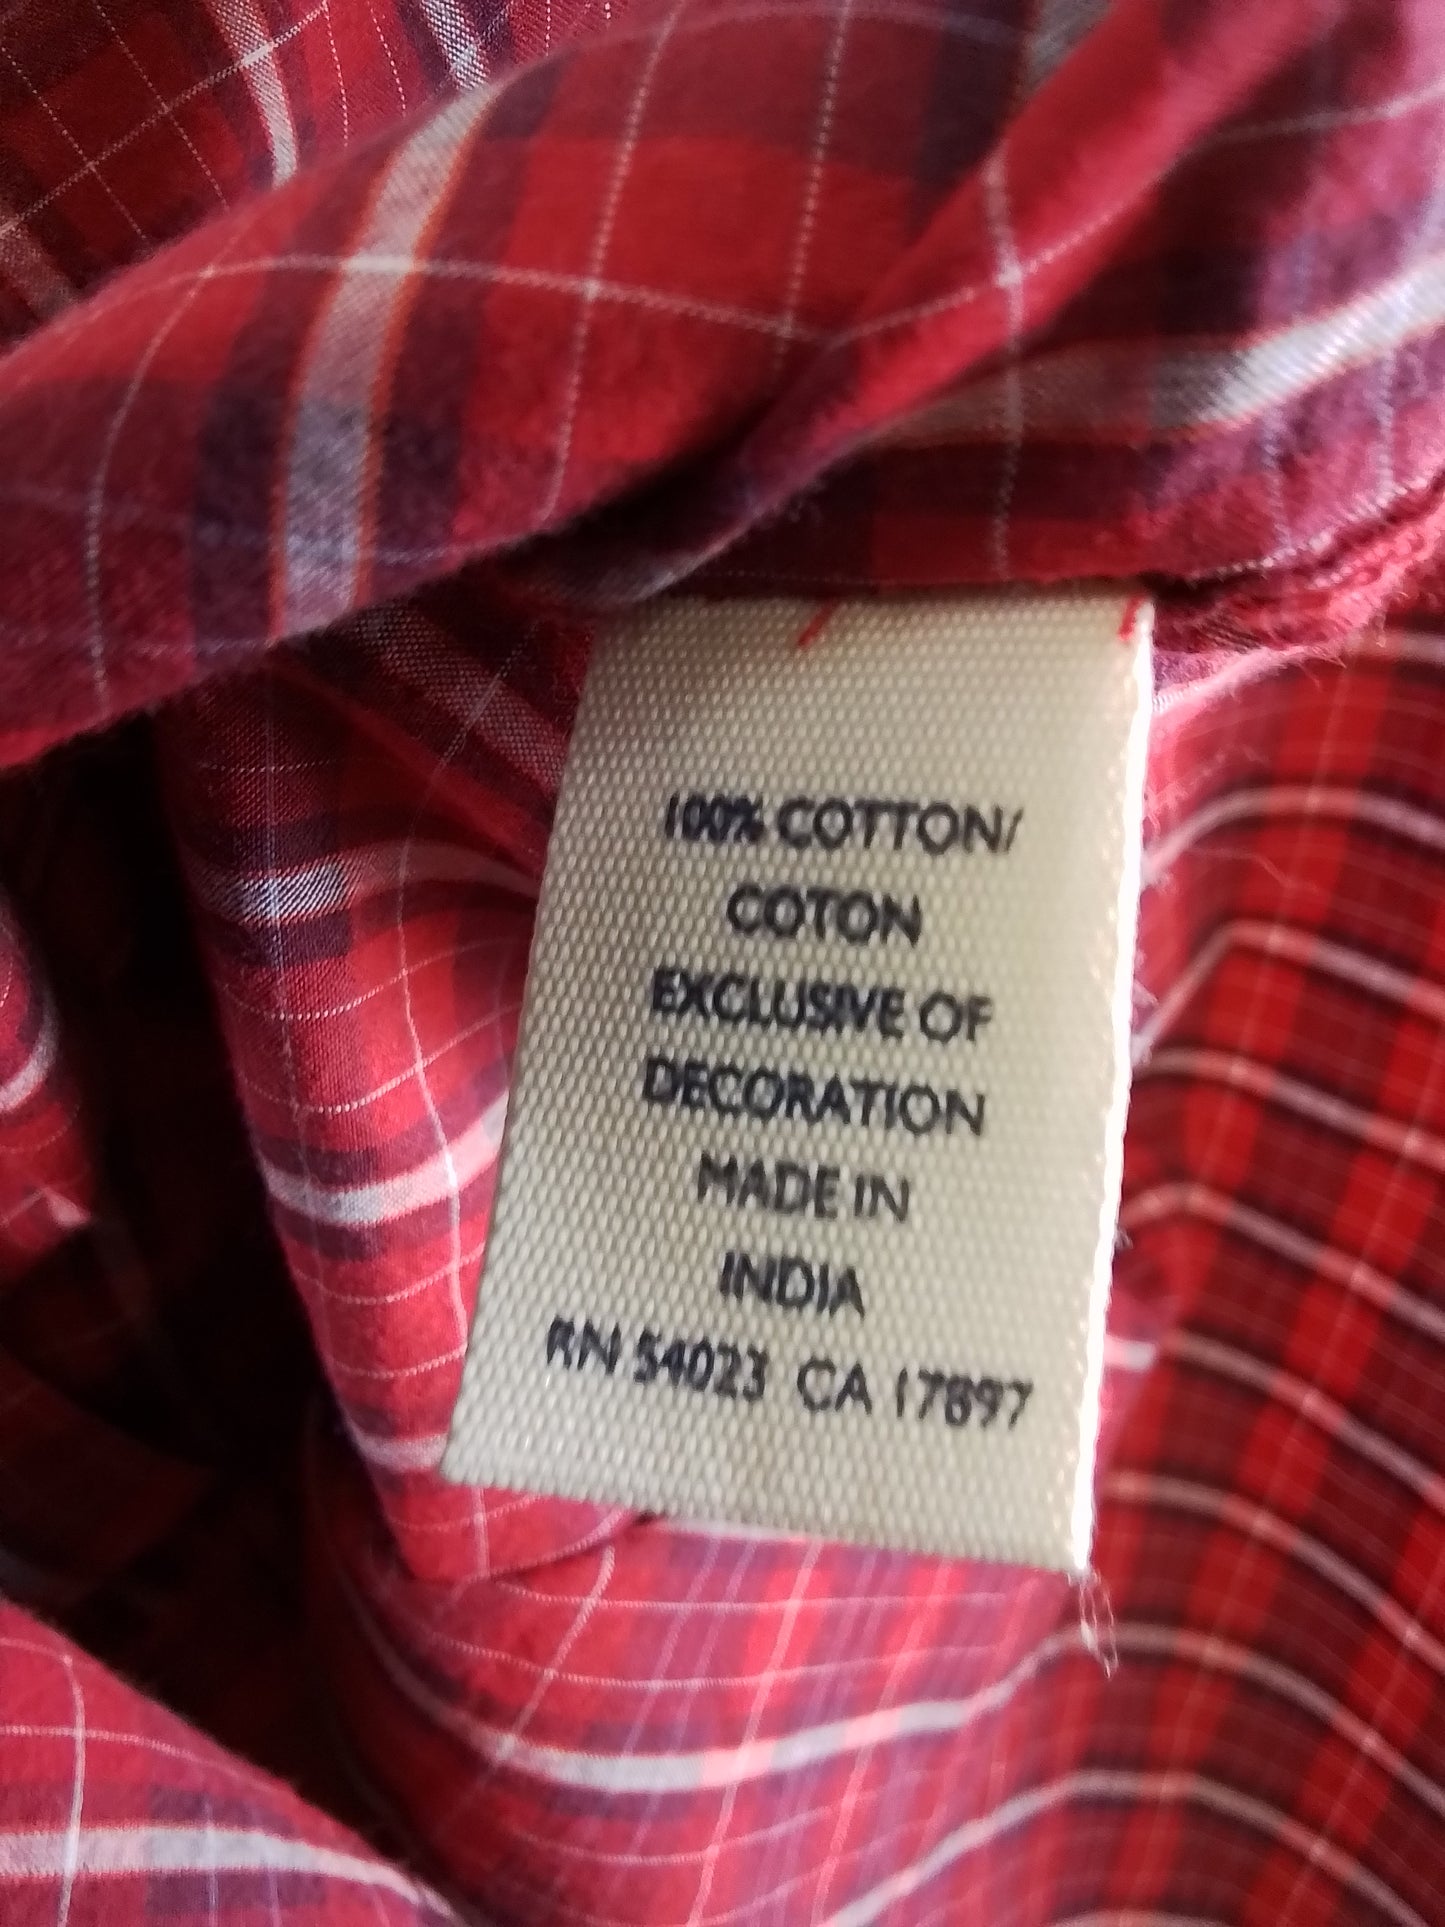 100% COTTON/
COTON
EXCLUSIVE OF
DECORATION
MADE IN
INDIA
RN 54023 CA 17897